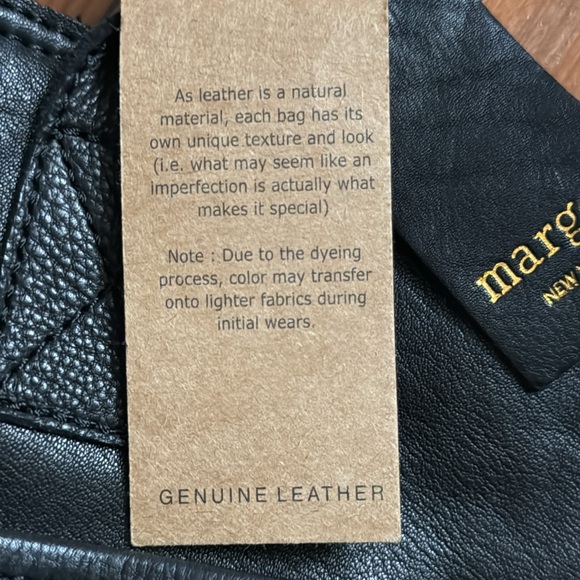 As leather is a natural
material, each bag has its
own unique texture and look
(i.e. what may seem like an
imperfection is actually what
makes it special)
Note : Due to the dyeing
process, color may transfer
onto lighter fabrics during
initial wears.
GENUINE LEATHER
marg
NEW